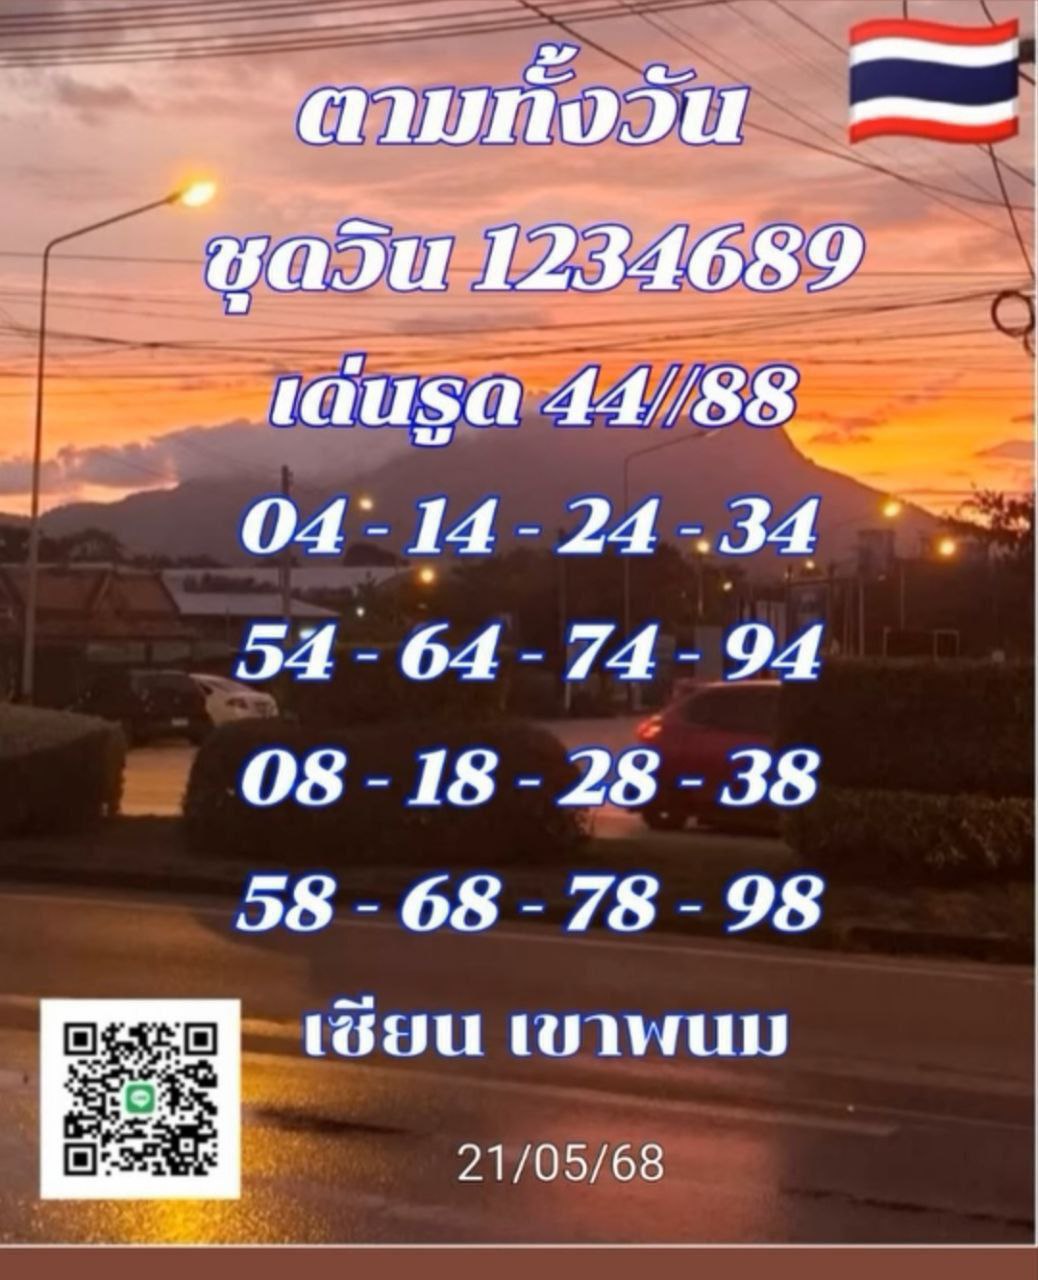 ตามทั้งวัน
ชุดวิน 1234689
เด่นรูด 44//88
04 - 14 - 24 - 34
54 - 64 - 74 - 94
08 - 18 - 28 - 38
58 - 68 - 78 - 98
เซียน เขาพนม
21/05/68